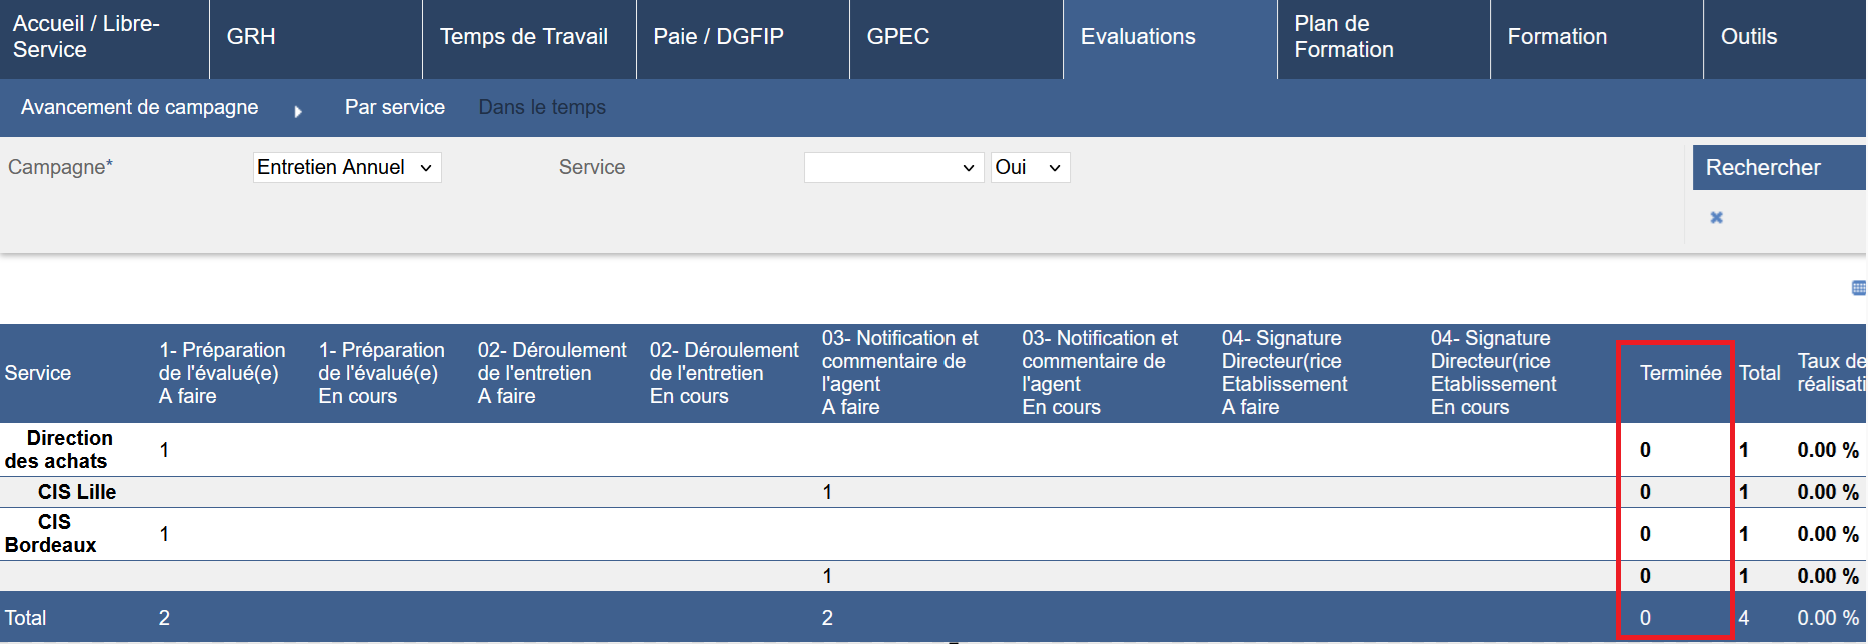 Accueil / Libre-
Service
GRH
Temps de Travail
Paie / DGFIP
GPEC
Evaluations
Plan de
Formation
Formation
Outils
Avancement de campagne
Par service
Dans le temps
Campagne*
Entretien Annuel
Service
Oui
Rechercher
Service
1- Préparation
de l'évalué(e)
A faire
1- Préparation
de l'évalué(e)
En cours
02- Déroulement
de l'entretien
A faire
02- Déroulement
de l'entretien
En cours
03- Notification et
commentaire de
l'agent
A faire
03- Notification et
commentaire de
l'agent
En cours
04- Signature
Directeur(rice
Etablissement
A faire
04- Signature
Directeur(rice
Etablissement
En cours
Terminée
Total
Taux de
réalisati
Direction
des achats
1
0
1
0.00 %
CIS Lille
1
0
1
0.00 %
CIS
Bordeaux
1
0
1
0.00 %
1
0
1
0.00 %
Total
2
2
0
4
0.00 %